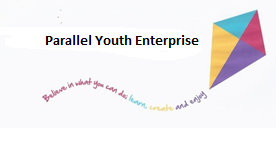 Parallel Youth Enterprise
Believe in what you can do: learn, create and enjoy